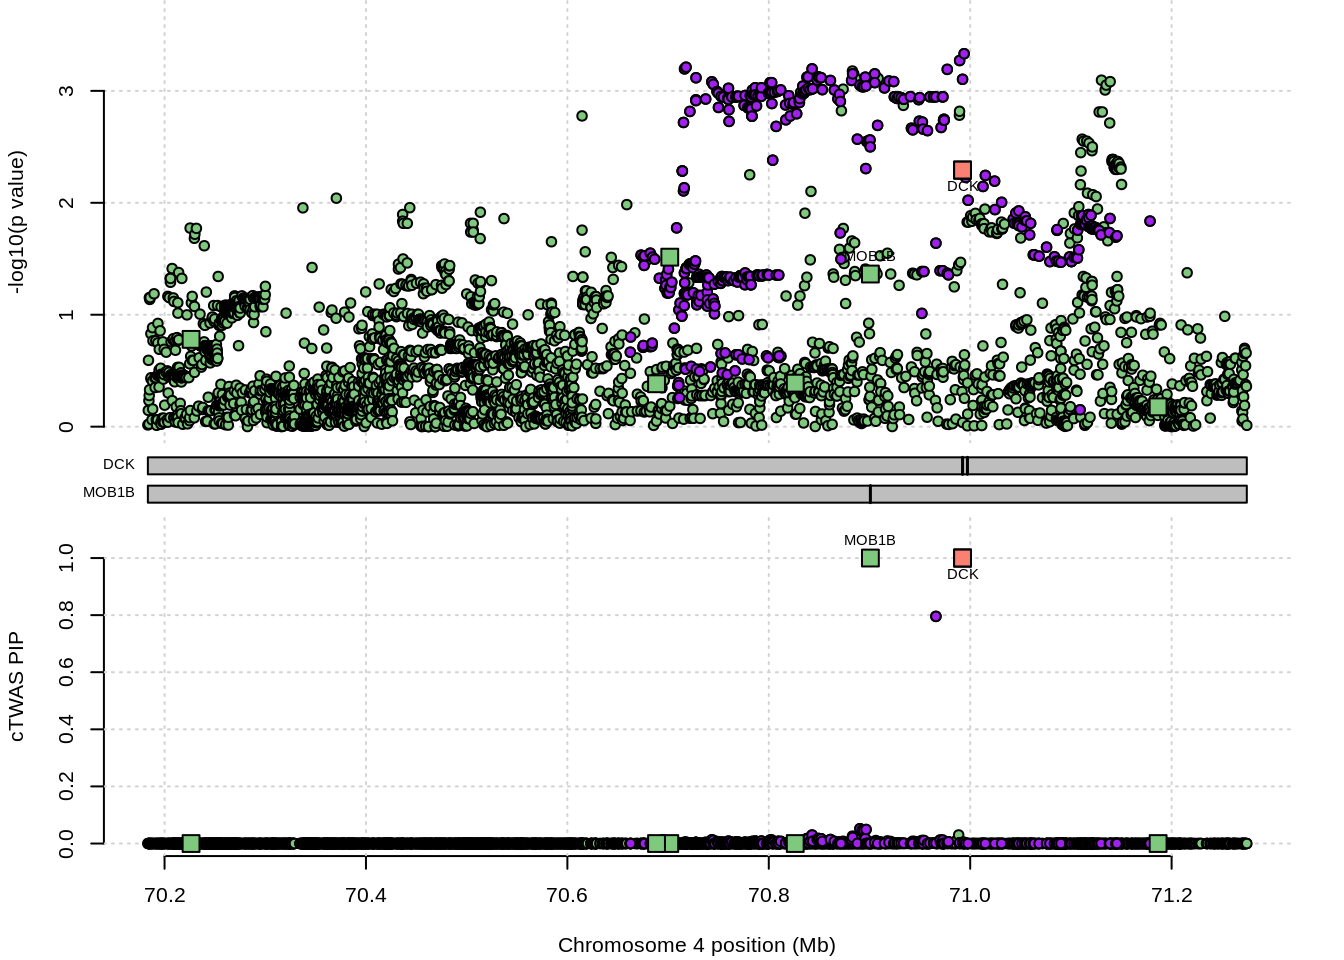 3
2
1
0
-log10(p value)
DCK
MOB1B
DCK
MOB1B
MOB1B
DCK
1.0
0.8
0.6
0.4
0.2
0.0
cTWAS PIP
70.2 70.4 70.6 70.8 71.0 71.2
Chromosome 4 position (Mb)